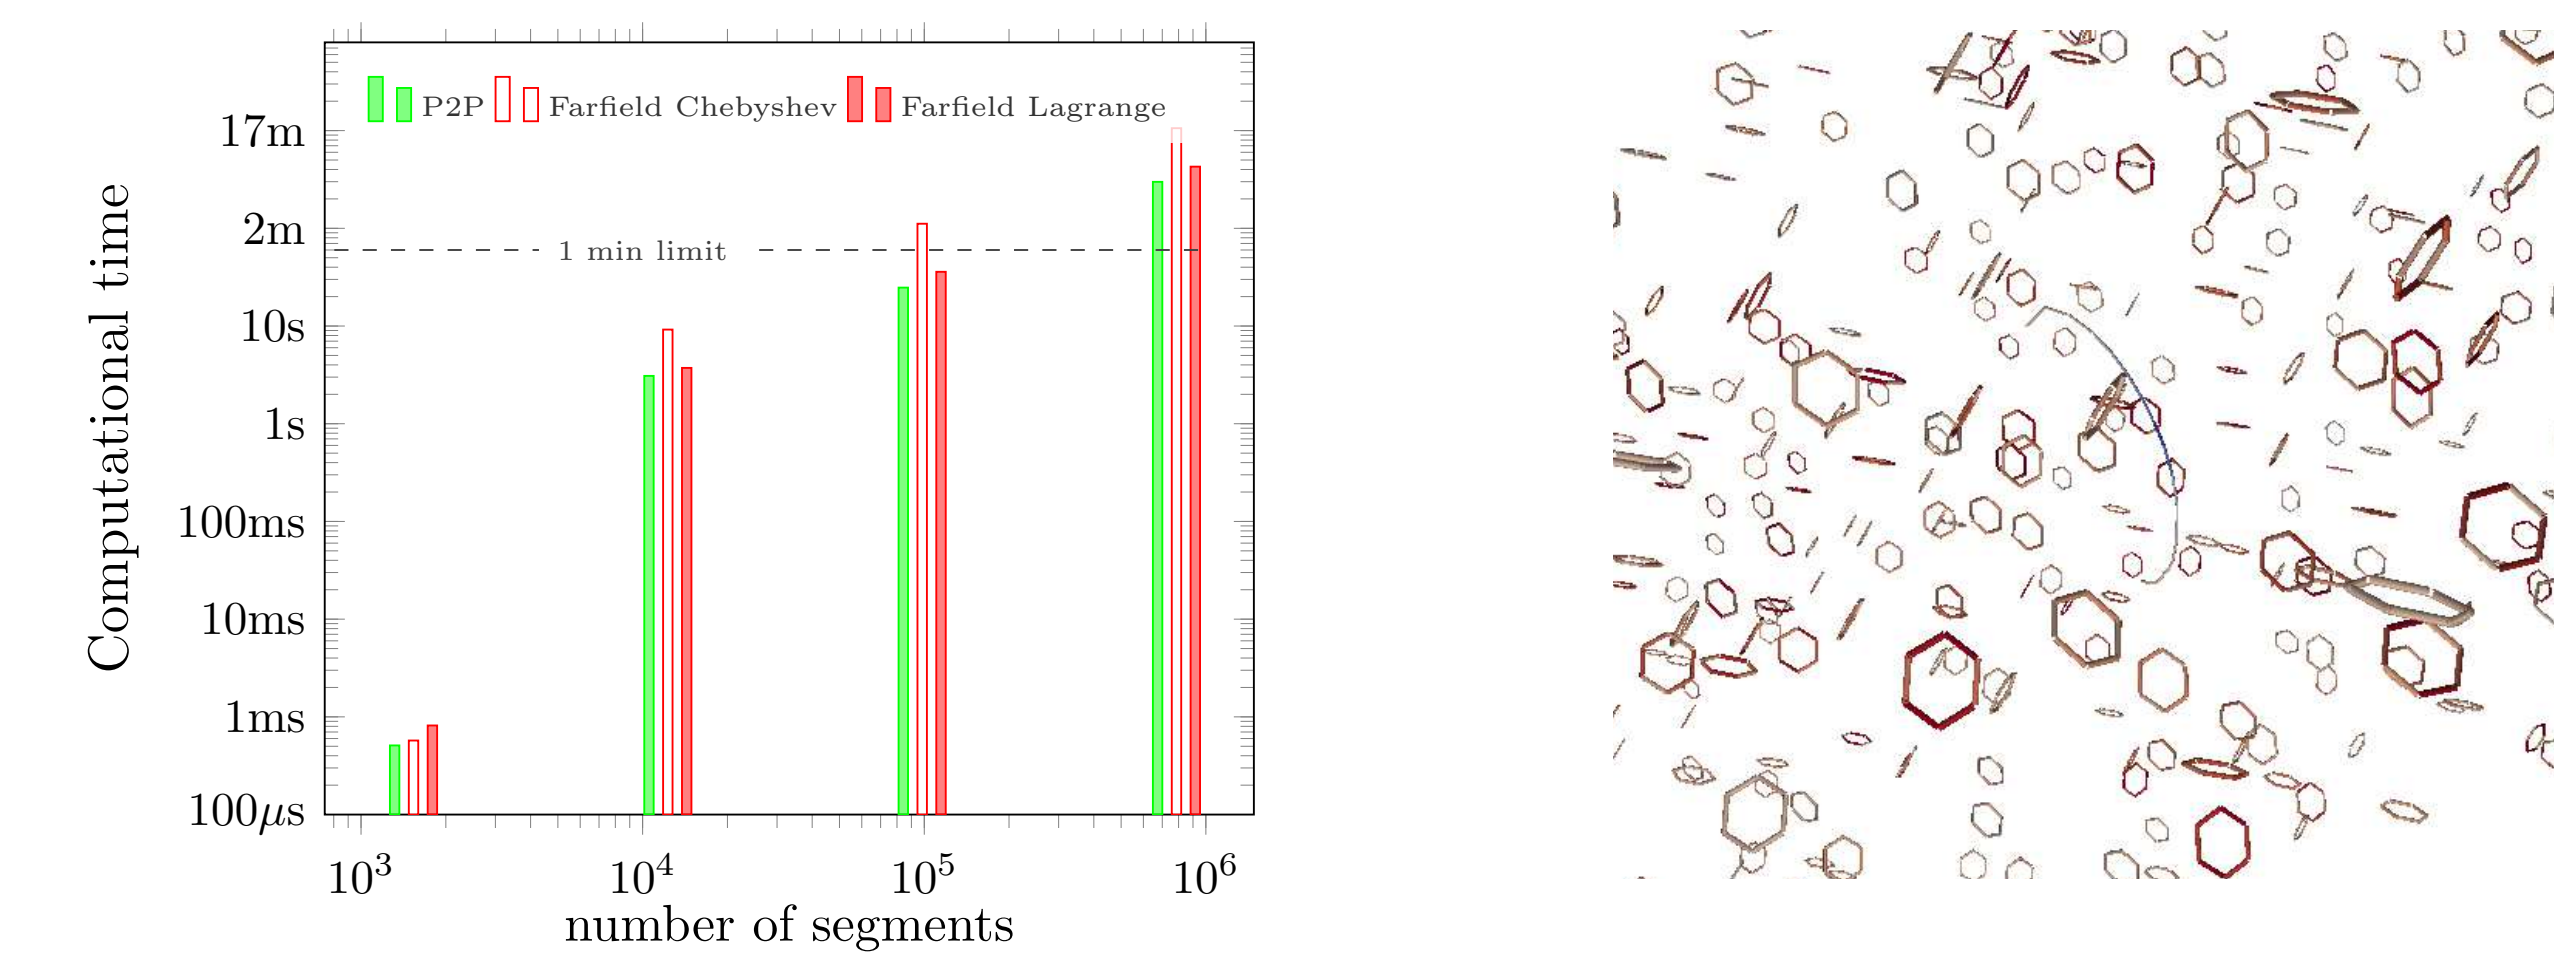 P2P Farfield Chebyshev Farfield Lagrange
17m
2m
1 min limit
10s
1s
100ms
10ms
1ms
100μs
Computational time
10³ 10⁴ 10⁵ 10⁶
number of segments